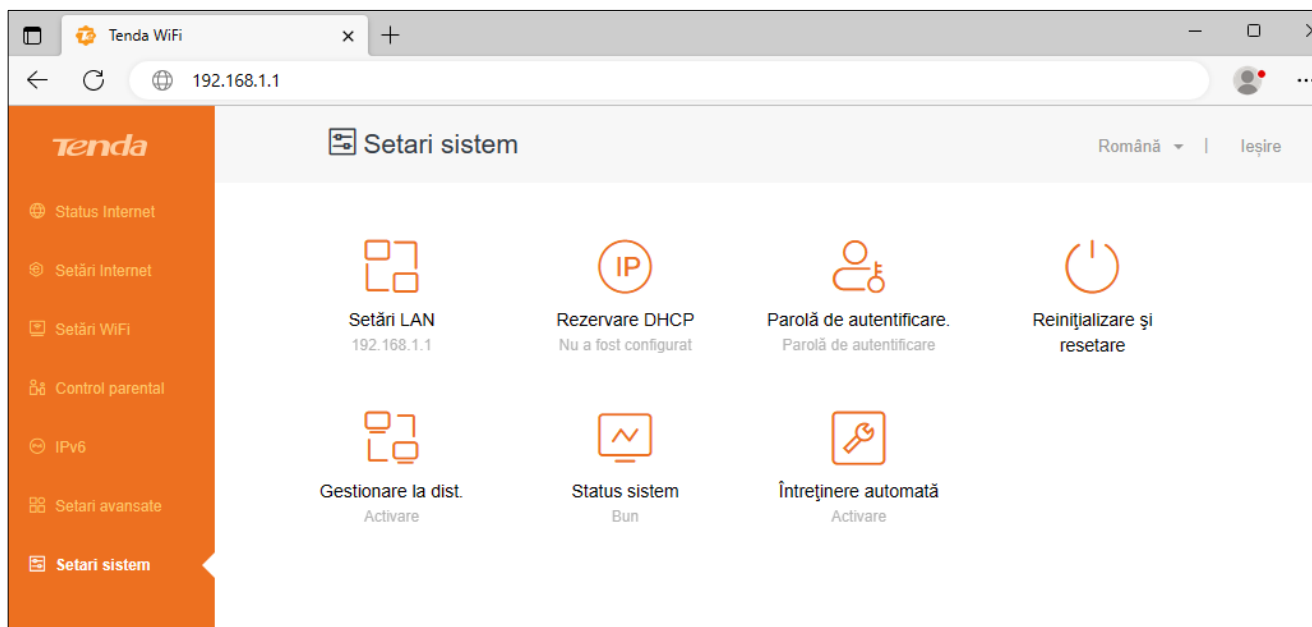 Tenda WiFi
192.168.1.1
Tenda
Setari sistem
Română
|
Ieșire
Status Internet
Setări Internet
Setări WiFi
Control parental
IPv6
Setari avansate
Setari sistem
Setări LAN
192.168.1.1
IP
Rezervare DHCP
Nu a fost configurat
Parolă de autentificare.
Parolă de autentificare
Reiniţializare şi
resetare
Gestionare la dist.
Activare
Status sistem
Bun
Întreţinere automată
Activare